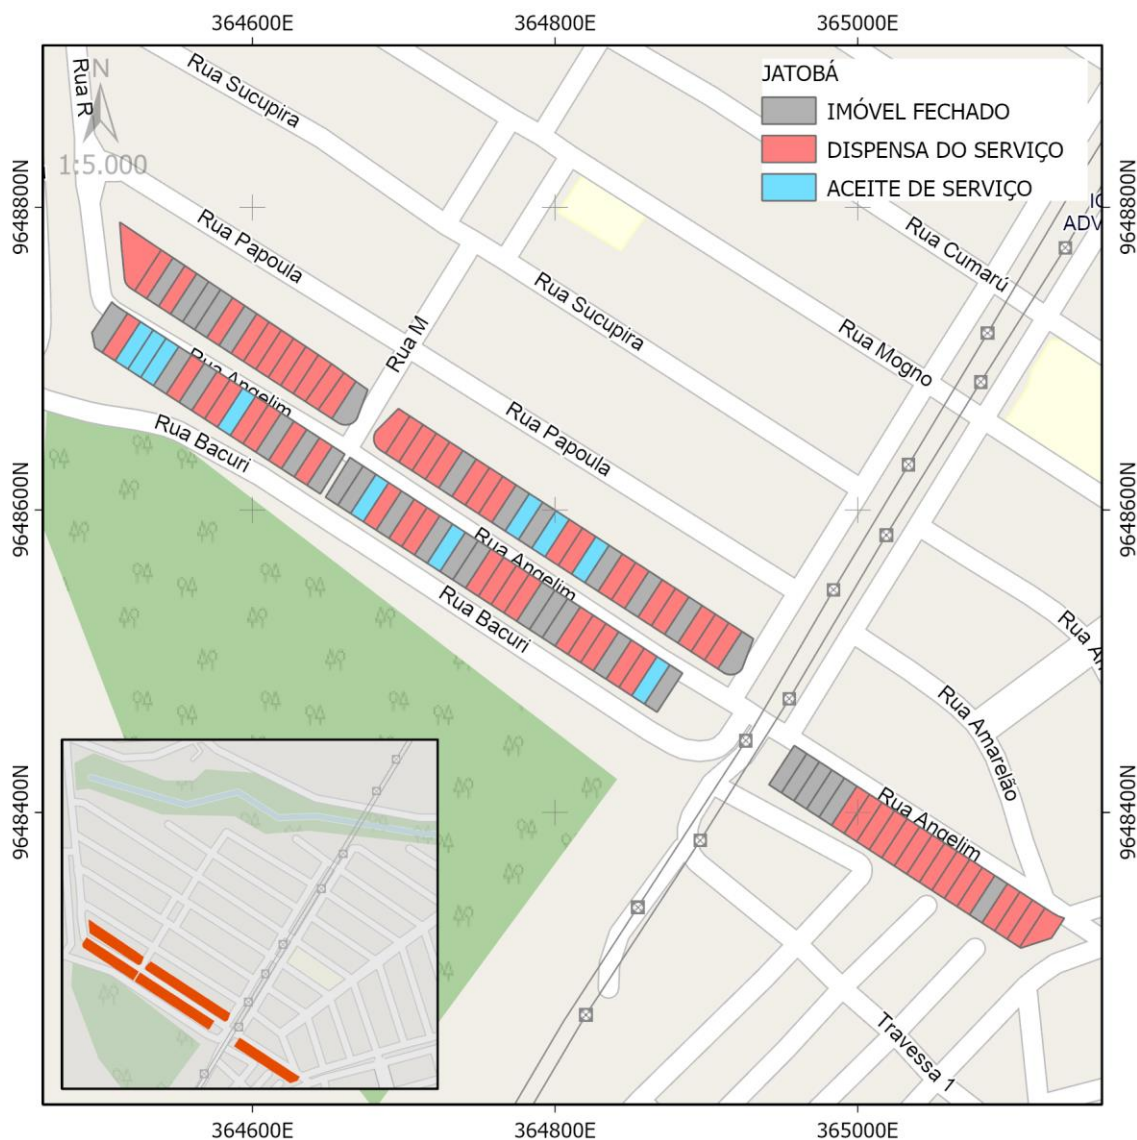 364600E
364800E
365000E
JATOBÁ
IMÓVEL FECHADO
DISPENSA DO SERVIÇO
ACEITE DE SERVIÇO
N
1:5.000
Rua R
Rua Sucupira
9648800N
9648800N
ADV
Rua Papoula
Rua Cumarú
Rua Sucupira
Rua M
Rua Mogno
Rua Angelim
Rua Bacuri
Rua Papoula
9648600N
9648600N
Rua Angelim
Rua Bacuri
Rua Amarelão
9648400N
9648400N
Rua Angelim
Travessa 1
364600E
364800E
365000E